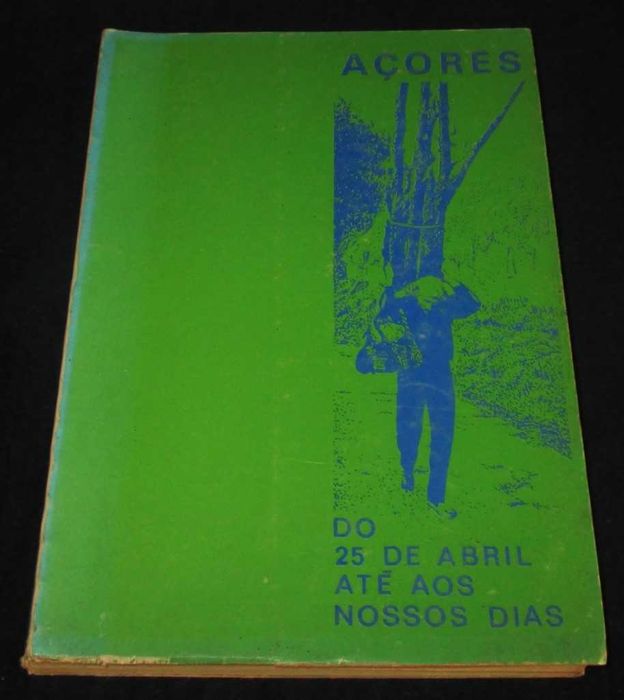 AÇORES
DO
25 DE ABRIL
ATÉ AOS
NOSSOS DIAS